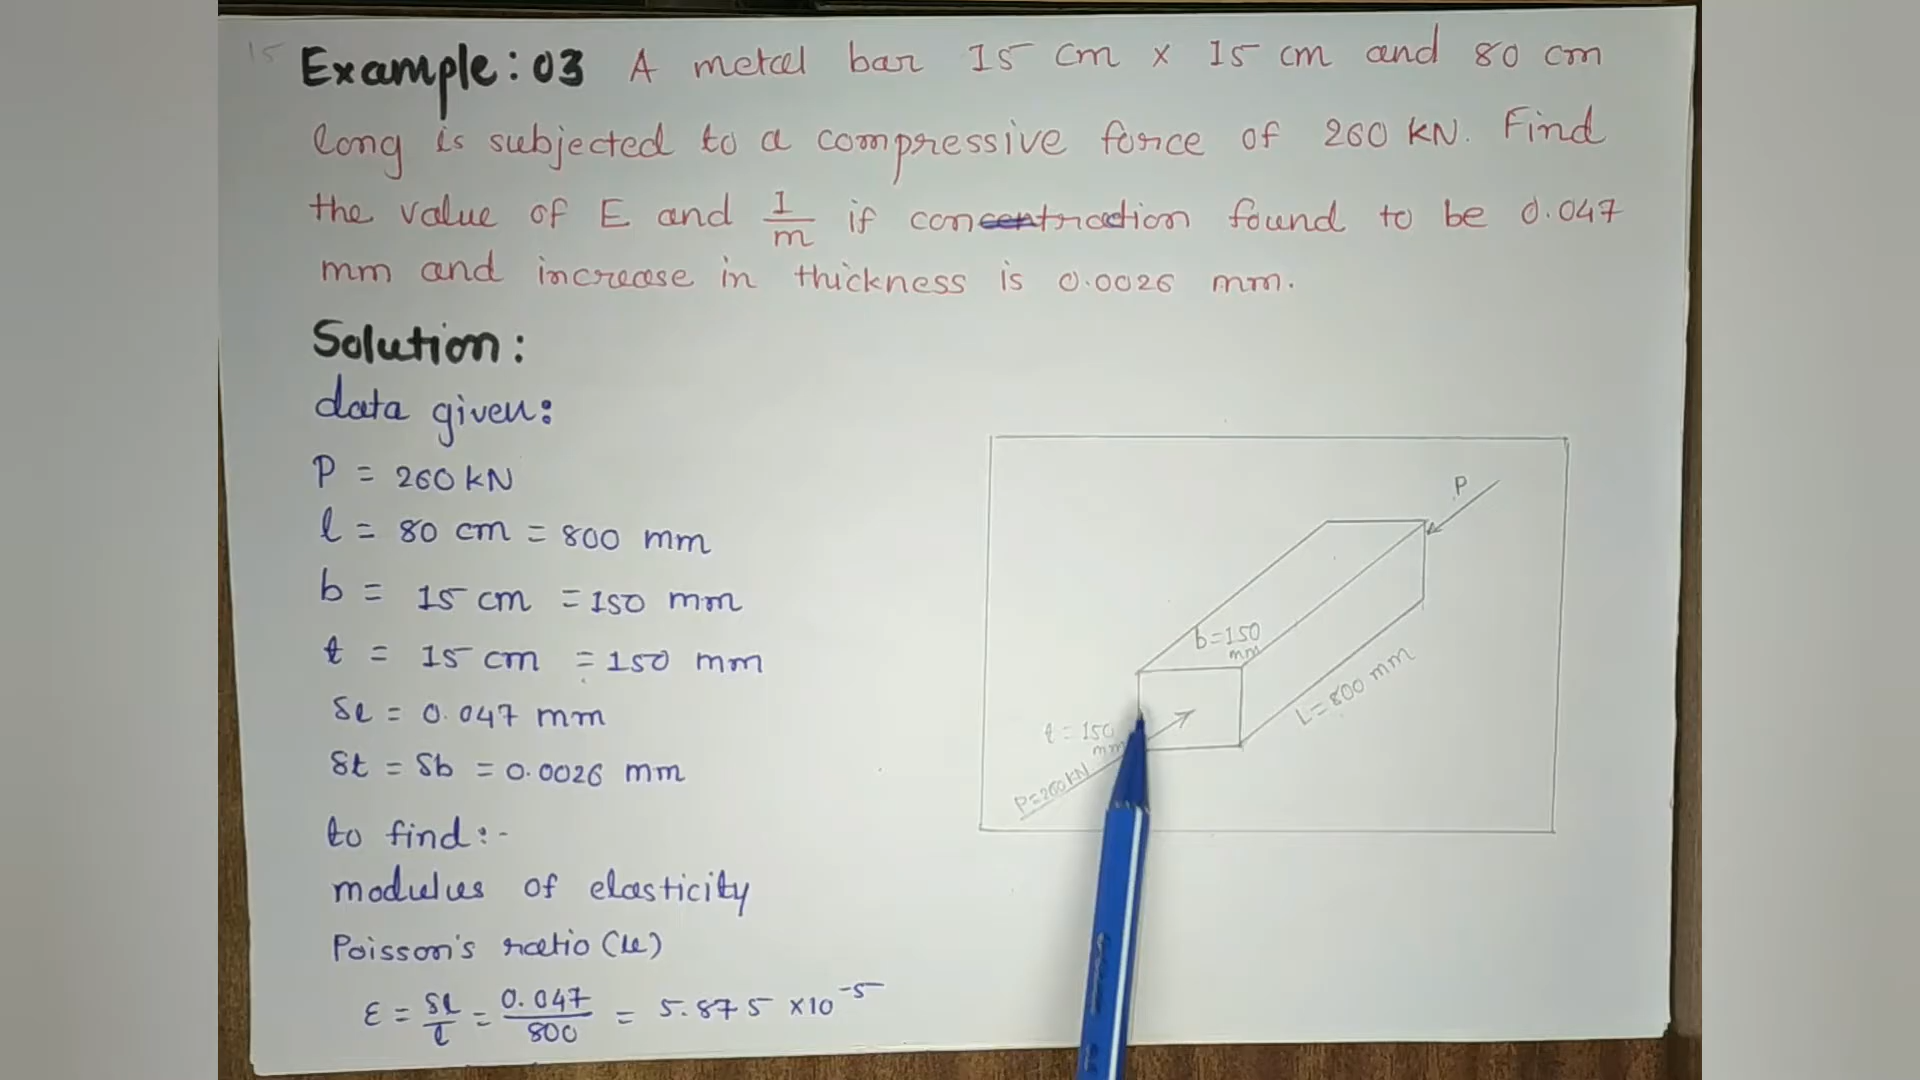 15
Example: 03 A metal bar 15 cm x 15 cm and 80 cm
long is subjected to a compressive force of 260 KN. Find
the value of E and 1/m if contraction found to be 0.047
mm and increase in thickness is 0.0026 mm.
Solution:
data given:
P = 260 KN
l = 80 cm = 800 mm
b = 15 cm = 150 mm
t = 15 cm = 150 mm
δl = 0.047 mm
δt = δb = 0.0026 mm
to find:-
modulus of elasticity
Poisson's ratio (μ)
ε = δl/l = 0.047/800 = 5.875 x 10⁻⁵
P
b=150
mm
L=800 mm
t=150
mm
P=260KN